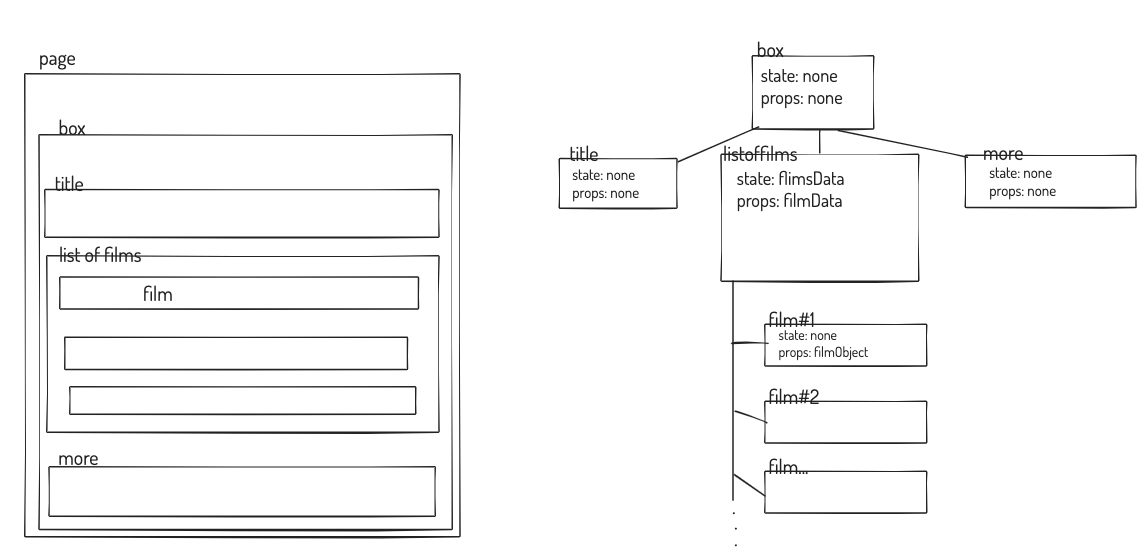 page
box
title
list of films
film
more
box
state: none
props: none
title
state: none
props: none
listoffilms
state: flimsData
props: filmData
more
state: none
props: none
film#1
state: none
props: filmObject
film#2
film...